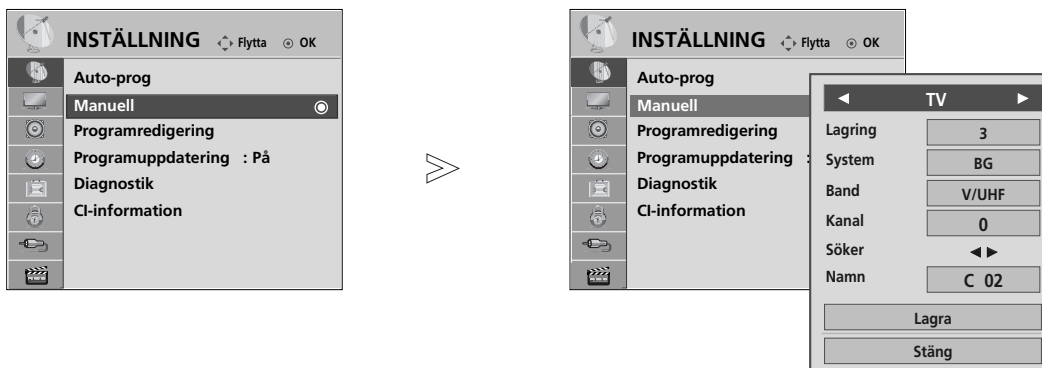 INSTÄLLNING Flytta OK
Auto-prog
Manuell
Programredigering
Programuppdatering : På
Diagnostik
CI-information
INSTÄLLNING Flytta OK
Auto-prog
Manuell
Programredigering
Programuppdatering :
Diagnostik
CI-information
◄ TV ►
Lagring 3
System BG
Band V/UHF
Kanal 0
Söker ◄ ►
Namn C 02
Lagra
Stäng